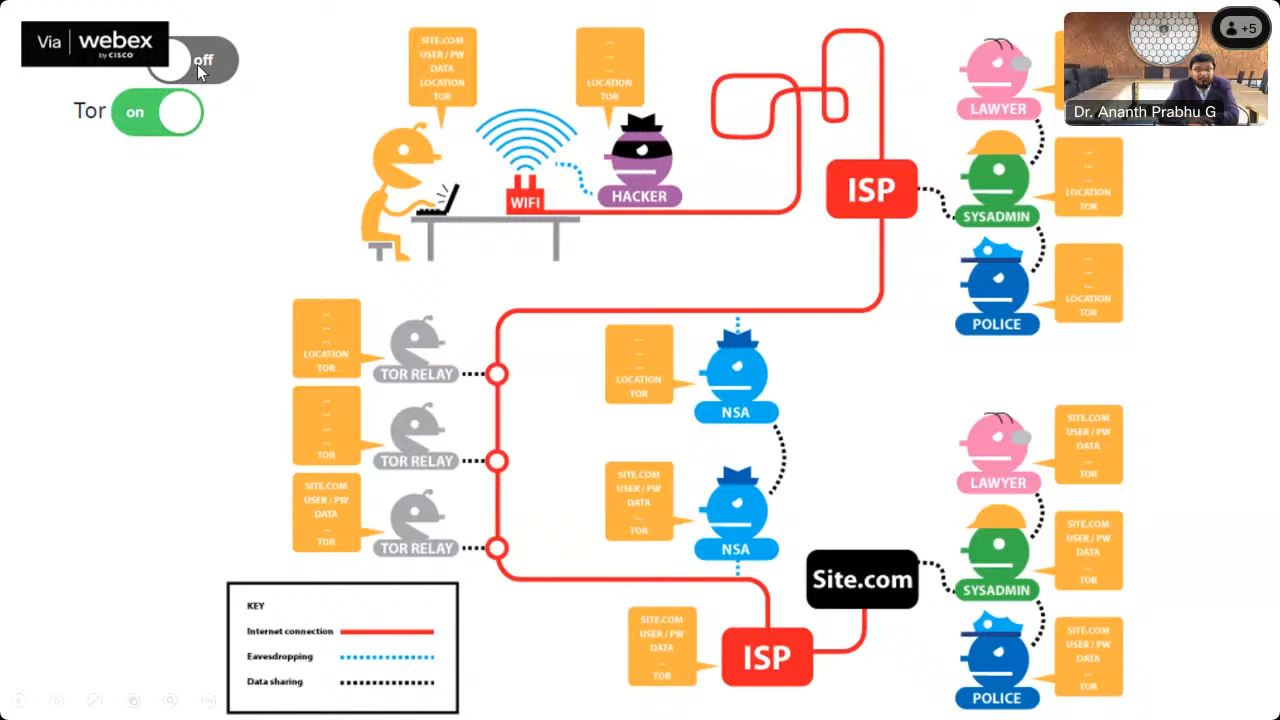 Via webex
by CISCO
off
Tor on
SITE.COM
USER / PW
DATA
LOCATION
TOR
...
...
...
LOCATION
TOR
WIFI
HACKER
ISP
LAWYER
+5
Dr. Ananth Prabhu G
SYSADMIN
...
...
...
LOCATION
TOR
POLICE
...
...
...
LOCATION
TOR
...
...
...
LOCATION
TOR
TOR RELAY
...
...
...
...
TOR
TOR RELAY
SITE.COM
USER / PW
DATA
...
TOR
TOR RELAY
...
...
...
LOCATION
TOR
NSA
SITE.COM
USER / PW
DATA
...
TOR
NSA
LAWYER
SITE.COM
USER / PW
DATA
...
TOR
SYSADMIN
SITE.COM
USER / PW
DATA
...
TOR
POLICE
SITE.COM
USER / PW
DATA
...
TOR
Site.com
SITE.COM
USER / PW
DATA
...
TOR
ISP
KEY
Internet connection
Eavesdropping
Data sharing